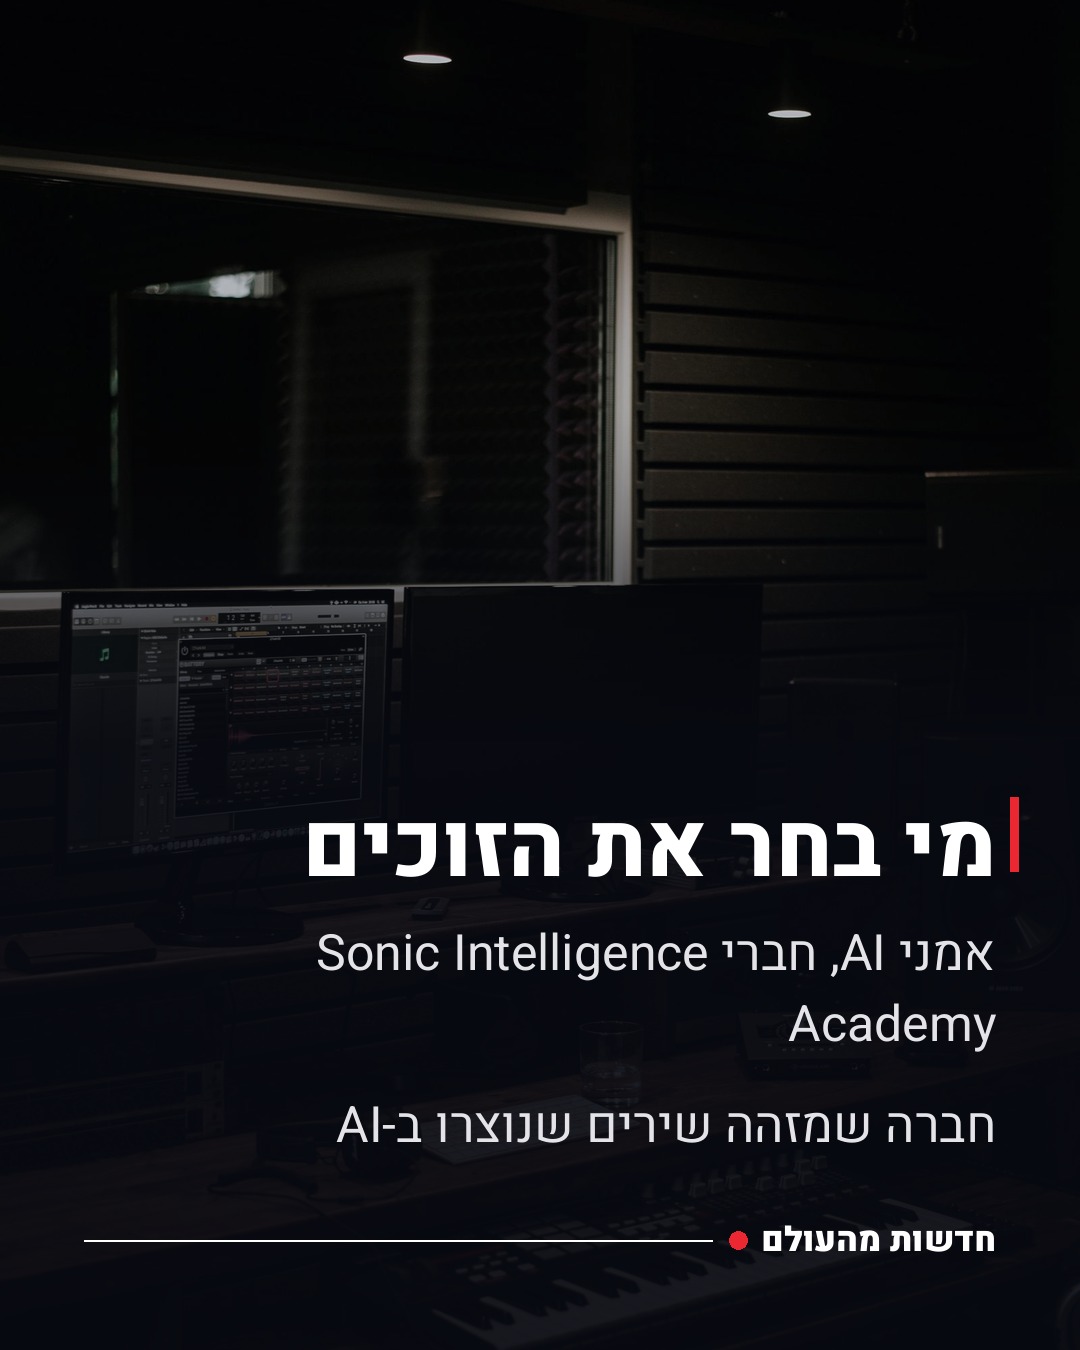 מי בחר את הזוכים
אמני AI, חברי Sonic Intelligence
Academy
חברה שמזהה שירים שנוצרו ב-AI
חדשות מהעולם